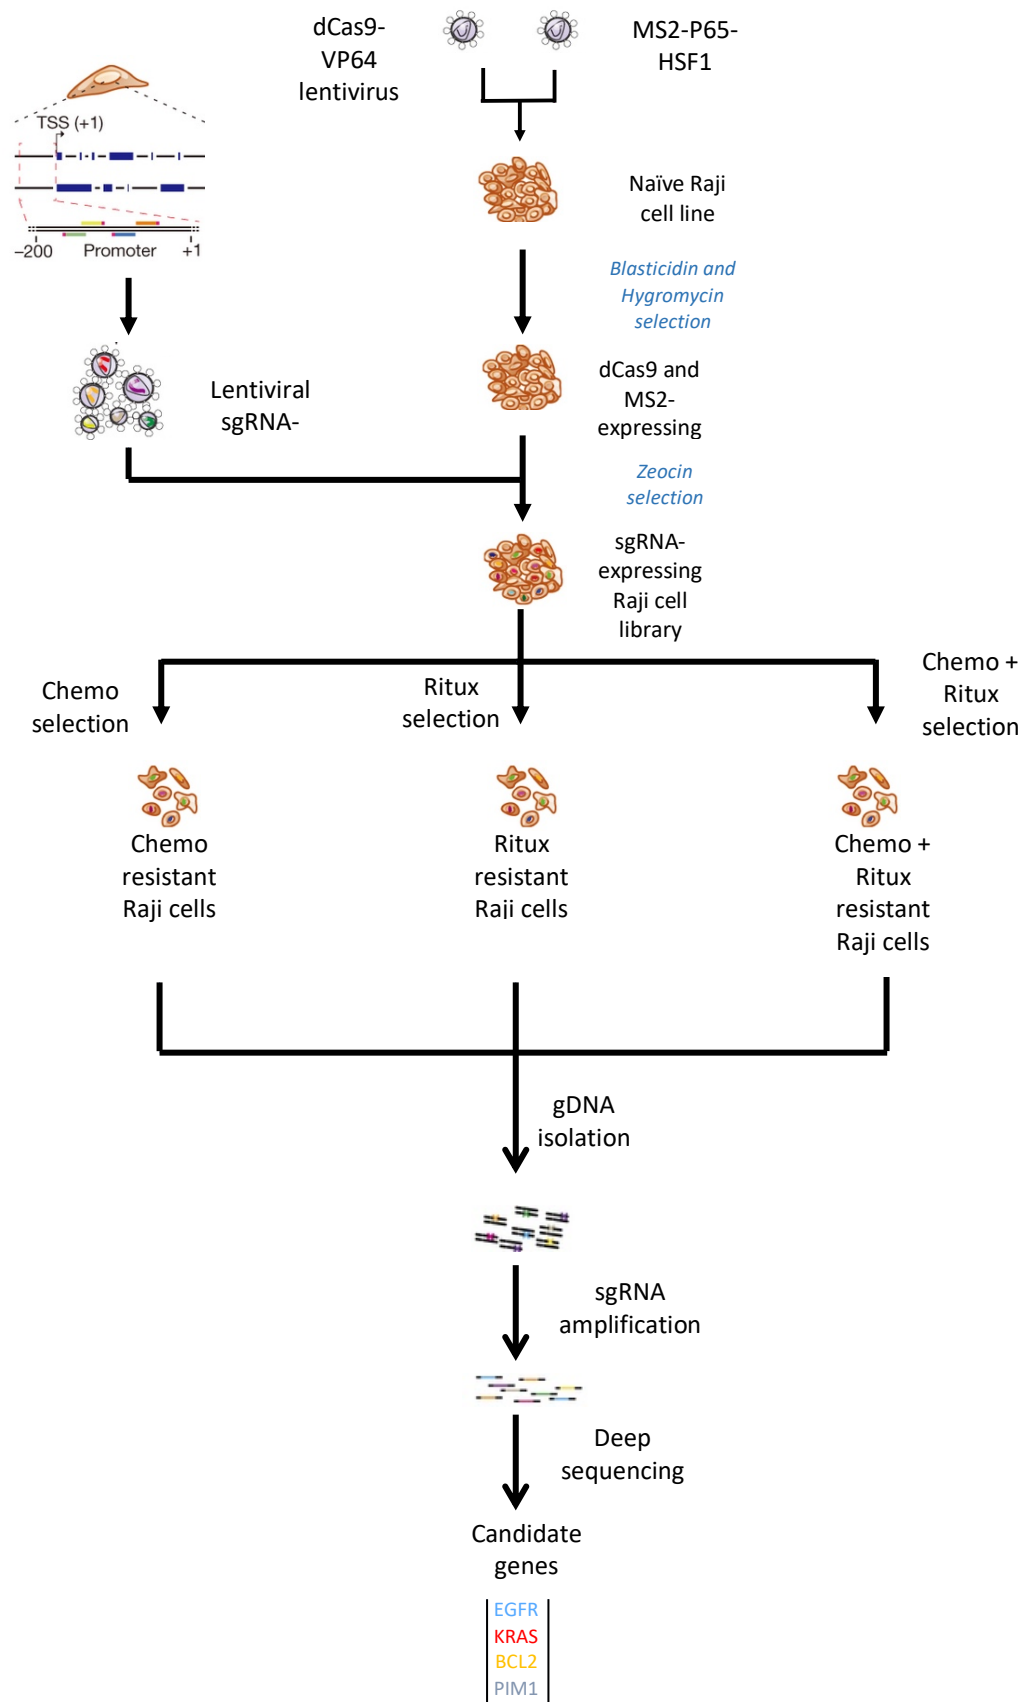 dCas9-
VP64
lentivirus
MS2-P65-
HSF1
TSS (+1)
−200
Promoter
+1
Naïve Raji
cell line
Blasticidin and
Hygromycin
selection
Lentiviral
sgRNA-
dCas9 and
MS2-
expressing
Zeocin
selection
sgRNA-
expressing
Raji cell
library
Chemo
selection
Ritux
selection
Chemo +
Ritux
selection
Chemo
resistant
Raji cells
Ritux
resistant
Raji cells
Chemo +
Ritux
resistant
Raji cells
gDNA
isolation
sgRNA
amplification
Deep
sequencing
Candidate
genes
EGFR
KRAS
BCL2
PIM1